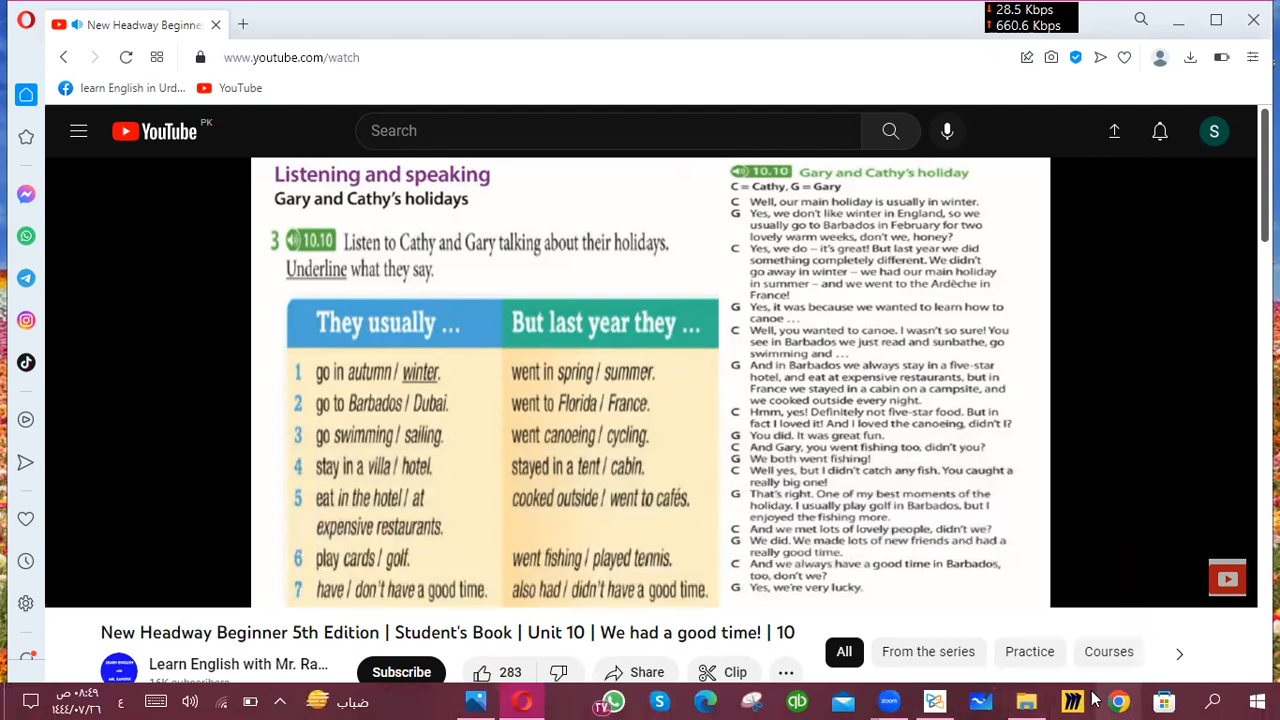 28.5 Kbps
660.6 Kbps
New Headway Beginne
www.youtube.com/watch
learn English in Urd...
YouTube
YouTube PK
Search
S
Listening and speaking
Gary and Cathy's holidays
3 10.10 Listen to Cathy and Gary talking about their holidays.
Underline what they say.
They usually ... But last year they ...
1 go in autumn / winter. went in spring / summer.
2 go to Barbados / Dubai. went to Florida / France.
3 go swimming / sailing. went canoeing / cycling.
4 stay in a villa / hotel. stayed in a tent / cabin.
5 eat in the hotel / at cooked outside / went to cafés.
expensive restaurants.
6 play cards / golf. went fishing / played tennis.
7 have / don't have a good time. also had / didn't have a good time.
10.10 Gary and Cathy's holiday
C = Cathy, G = Gary
C Well, our main holiday is usually in winter.
G Yes, we don't like winter in England, so we
usually go to Barbados in February for two
lovely warm weeks, don't we, honey?
C Yes, we do – it's great! But last year we did
something completely different. We didn't
go away in winter – we had our main holiday
in summer – and we went to the Ardèche in
France!
G Yes, it was because we wanted to learn how to
canoe ...
C Well, you wanted to canoe. I wasn't so sure! You
see in Barbados we just read and sunbathe, go
swimming and ...
G And in Barbados we always stay in a five-star
hotel, and eat at expensive restaurants, but in
France we stayed in a cabin on a campsite, and
we cooked outside every night.
C Hmm, yes! Definitely not five-star food. But in
fact I loved it! And I loved the canoeing, didn't I?
G You did. It was great fun.
C And Gary, you went fishing too, didn't you?
G We both went fishing!
C Well yes, but I didn't catch any fish. You caught a
really big one!
G That's right. One of my best moments of the
holiday. I usually play golf in Barbados, but I
enjoyed the fishing more.
C And we met lots of lovely people, didn't we?
G We did. We made lots of new friends and had a
really good time.
C And we always have a good time in Barbados,
too, don't we?
G Yes, we're very lucky.
New Headway Beginner 5th Edition | Student's Book | Unit 10 | We had a good time! | 10
All
From the series
Practice
Courses
Learn English with Mr. Ra...
Subscribe
283
Share
Clip
...
٠٨:٤٩ ص
١٤٤٤/٠٧/٢٦
ع
ضباب
TV
zoom